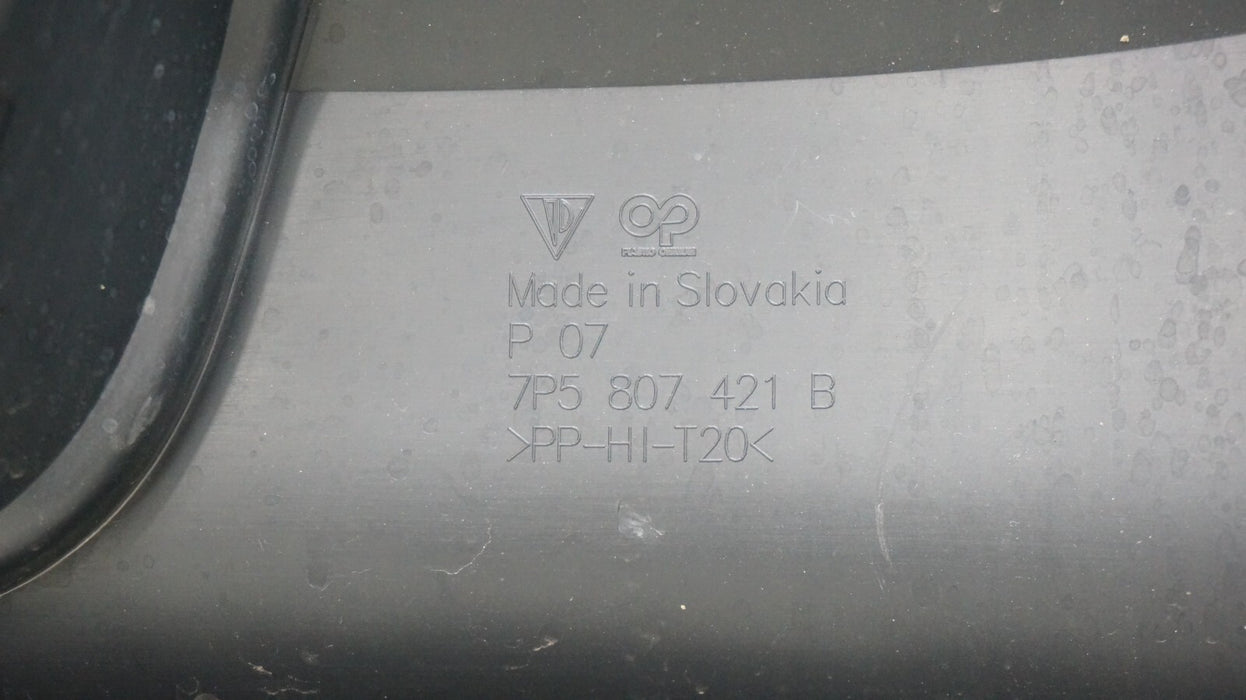 Made in Slovakia
P 07
7P5 807 421 B
>PP-HI-T20<